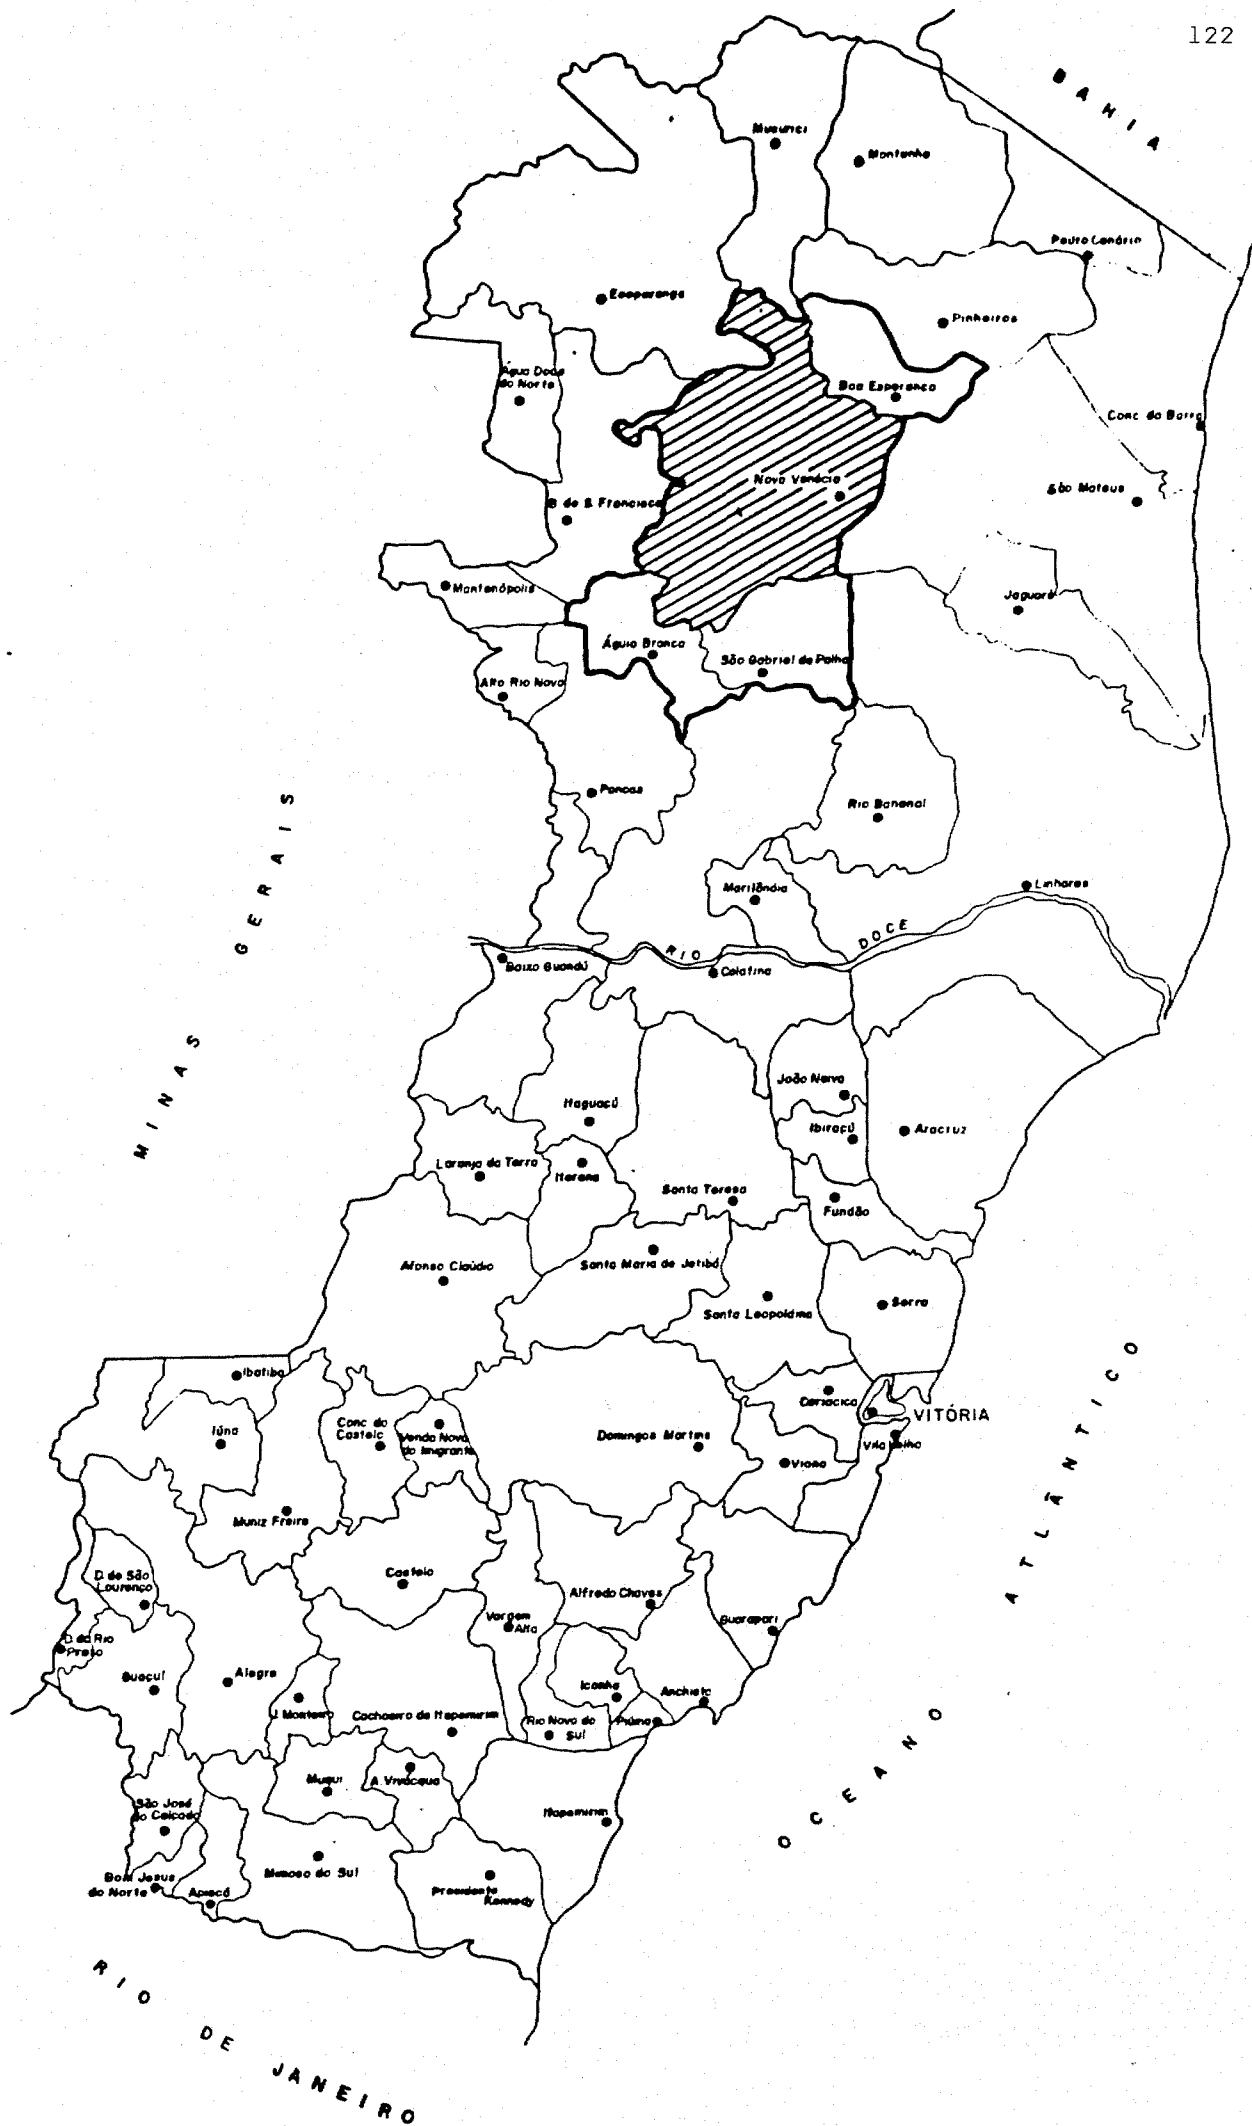 122
BAHIA
Mucurici
Montanha
Pedro Canário
Ecoporanga
Pinheiros
Água Doce
do Norte
Boa Esperança
Conc. da Barra
Nova Venécia
São Mateus
B. de S. Francisco
Mantenópolis
Jaguaré
Águia Branca
São Gabriel da Palha
Alto Rio Novo
Pancas
Rio Bananal
MINAS GERAIS
Marilândia
Linhares
RIO DOCE
Baixo Guandú
Colatina
João Neiva
Itaguaçú
Ibiraçú
Aracruz
Laranja da Terra
Itarana
Santa Teresa
Fundão
Afonso Claúdio
Santa Maria de Jetibá
Santa Leopoldina
Serra
Ibatiba
Cariacica
VITÓRIA
Iúna
Conc. do
Castelo
Venda Nova
do Imigrante
Domingos Martins
Vila Velha
Viana
Muniz Freire
OCEANO ATLÂNTICO
D. de São
Lourenço
Castelo
Alfredo Chaves
Vargem
Alta
Guarapari
D. do Rio
Preto
Guaçuí
Alegre
Iconha
Anchieta
J. Monteiro
Cachoeiro de Itapemirim
Rio Novo do
Sul
Piúma
Muqui
A. Vivácqua
São José
do Calçado
Itapemirim
Mimoso do Sul
Bom Jesus
do Norte
Apiacá
Presidente
Kennedy
RIO DE JANEIRO